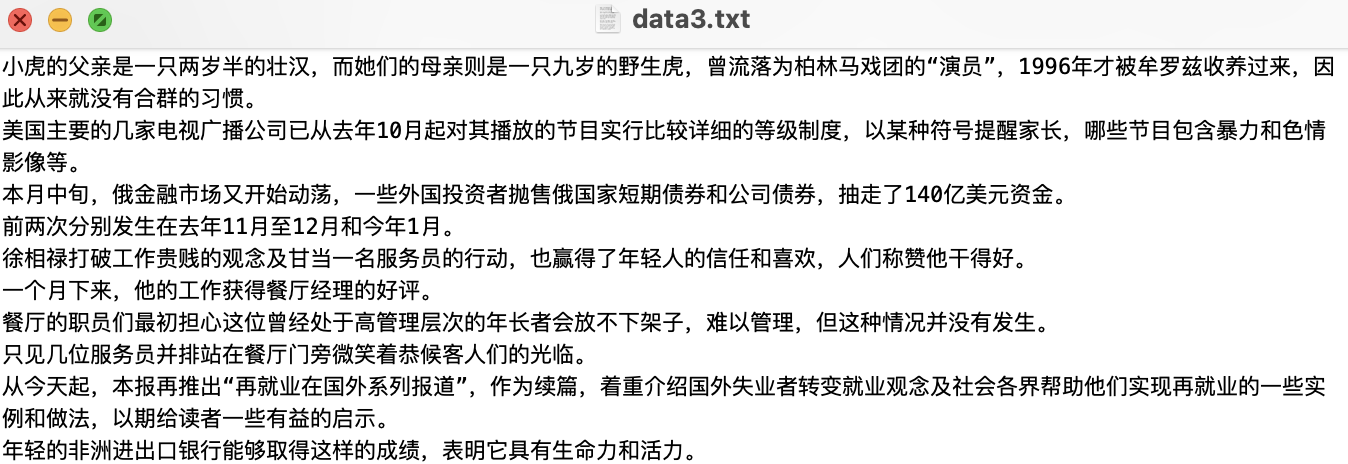 data3.txt
小虎的父亲是一只两岁半的壮汉，而她们的母亲则是一只九岁的野生虎，曾流落为柏林马戏团的“演员”，1996年才被牟罗兹收养过来，因
此从来就没有合群的习惯。
美国主要的几家电视广播公司已从去年10月起对其播放的节目实行比较详细的等级制度，以某种符号提醒家长，哪些节目包含暴力和色情
影像等。
本月中旬，俄金融市场又开始动荡，一些外国投资者抛售俄国家短期债券和公司债券，抽走了140亿美元资金。
前两次分别发生在去年11月至12月和今年1月。
徐相禄打破工作贵贱的观念及甘当一名服务员的行动，也赢得了年轻人的信任和喜欢，人们称赞他干得好。
一个月下来，他的工作获得餐厅经理的好评。
餐厅的职员们最初担心这位曾经处于高管理层次的年长者会放不下架子，难以管理，但这种情况并没有发生。
只见几位服务员并排站在餐厅门旁微笑着恭候客人们的光临。
从今天起，本报再推出“再就业在国外系列报道”，作为续篇，着重介绍国外失业者转变就业观念及社会各界帮助他们实现再就业的一些实
例和做法，以期给读者一些有益的启示。
年轻的非洲进出口银行能够取得这样的成绩，表明它具有生命力和活力。